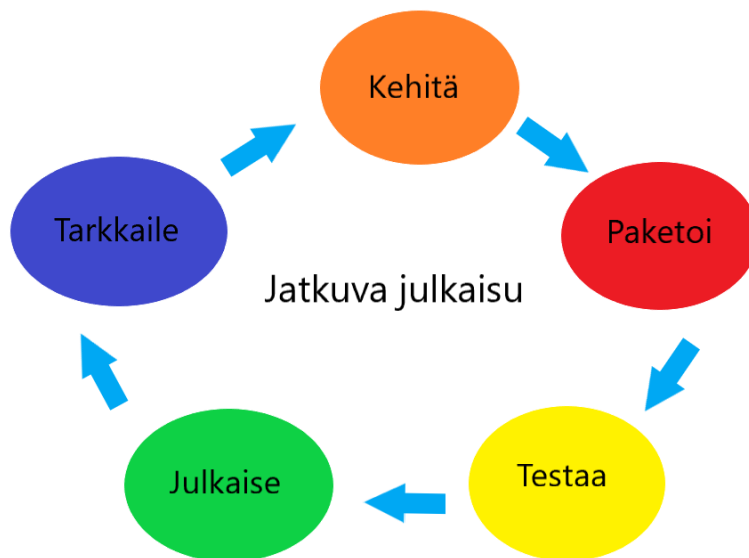 Kehitä
Paketoi
Testaa
Julkaise
Tarkkaile
Jatkuva julkaisu